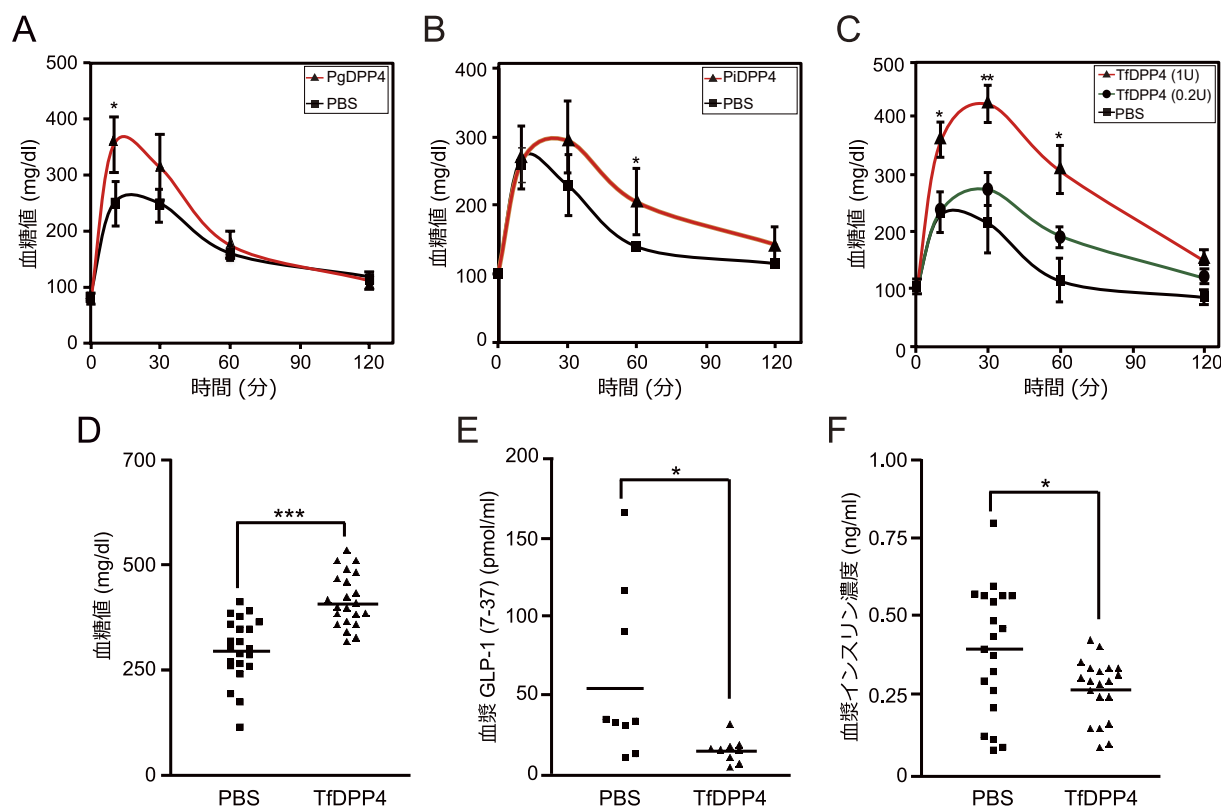 A
500
400
300
200
100
0
血糖値 (mg/dl)
PgDPP4
PBS
*
0
30
60
90
120
時間 (分)
B
400
300
200
100
0
血糖値 (mg/dl)
PiDPP4
PBS
*
0
30
60
90
120
時間 (分)
C
500
400
300
200
100
0
血糖値 (mg/dl)
TfDPP4 (1U)
TfDPP4 (0.2U)
PBS
*
**
*
0
30
60
90
120
時間 (分)
D
700
500
250
0
血糖値 (mg/dl)
***
PBS
TfDPP4
E
200
150
100
50
0
血漿 GLP-1 (7-37) (pmol/ml)
*
PBS
TfDPP4
F
1.00
0.75
0.50
0.25
0
血漿インスリン濃度 (ng/ml)
*
PBS
TfDPP4